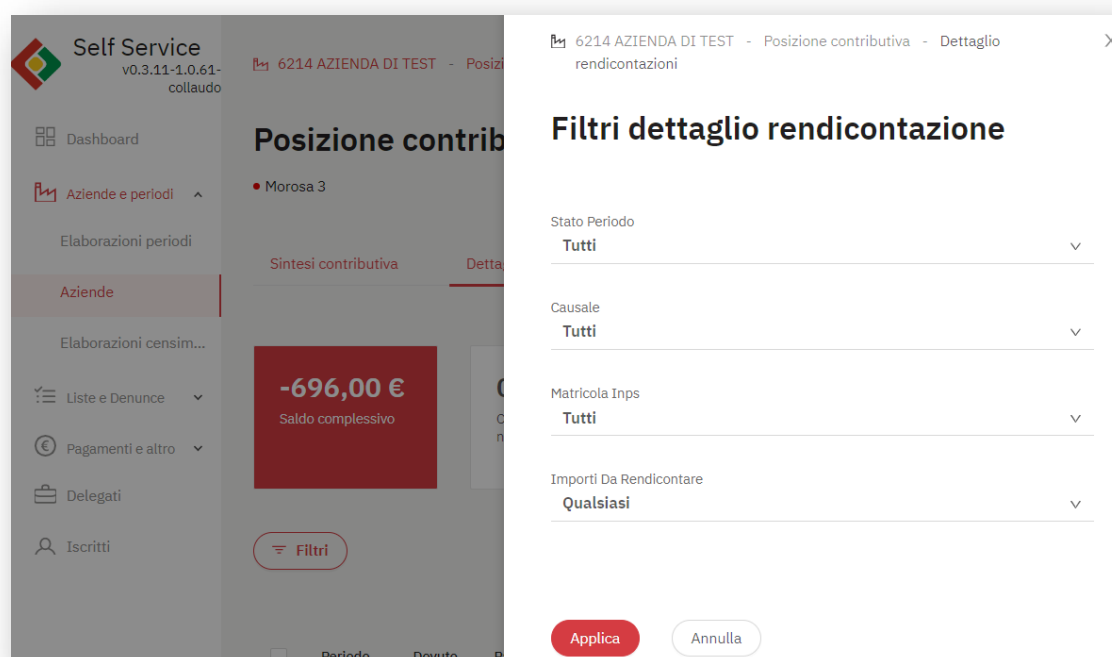 Self Service
v0.3.11-1.0.61-
collaudo
Dashboard
Aziende e periodi
Elaborazioni periodi
Aziende
Elaborazioni censim...
Liste e Denunce
Pagamenti e altro
Delegati
Iscritti
6214 AZIENDA DI TEST - Posizi
Posizione contrib
Morosa 3
Sintesi contributiva Detta
-696,00 €
Saldo complessivo
Filtri
Periodo Dovuto
6214 AZIENDA DI TEST - Posizione contributiva - Dettaglio
rendicontazioni
Filtri dettaglio rendicontazione
Stato Periodo
Tutti
Causale
Tutti
Matricola Inps
Tutti
Importi Da Rendicontare
Qualsiasi
Applica Annulla